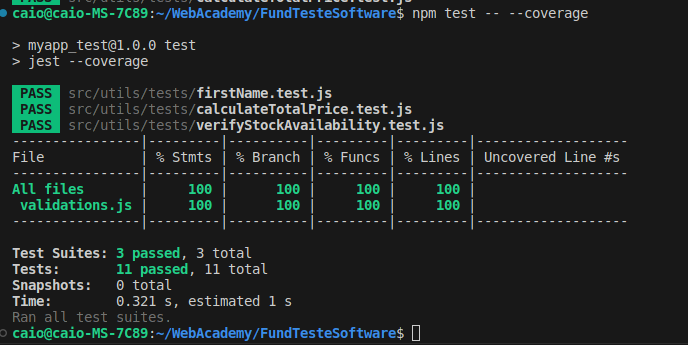 caio@caio-MS-7C89:~/WebAcademy/FundTesteSoftware$ npm test -- --coverage
> myapp_test@1.0.0 test
> jest --coverage
PASS src/utils/tests/firstName.test.js
PASS src/utils/tests/calculateTotalPrice.test.js
PASS src/utils/tests/verifyStockAvailability.test.js
----------------|---------|----------|---------|---------|-------------------
File            | % Stmts | % Branch | % Funcs | % Lines | Uncovered Line #s
----------------|---------|----------|---------|---------|-------------------
All files       |     100 |      100 |     100 |     100 |
 validations.js |     100 |      100 |     100 |     100 |
----------------|---------|----------|---------|---------|-------------------
Test Suites: 3 passed, 3 total
Tests:       11 passed, 11 total
Snapshots:   0 total
Time:        0.321 s, estimated 1 s
Ran all test suites.
caio@caio-MS-7C89:~/WebAcademy/FundTesteSoftware$